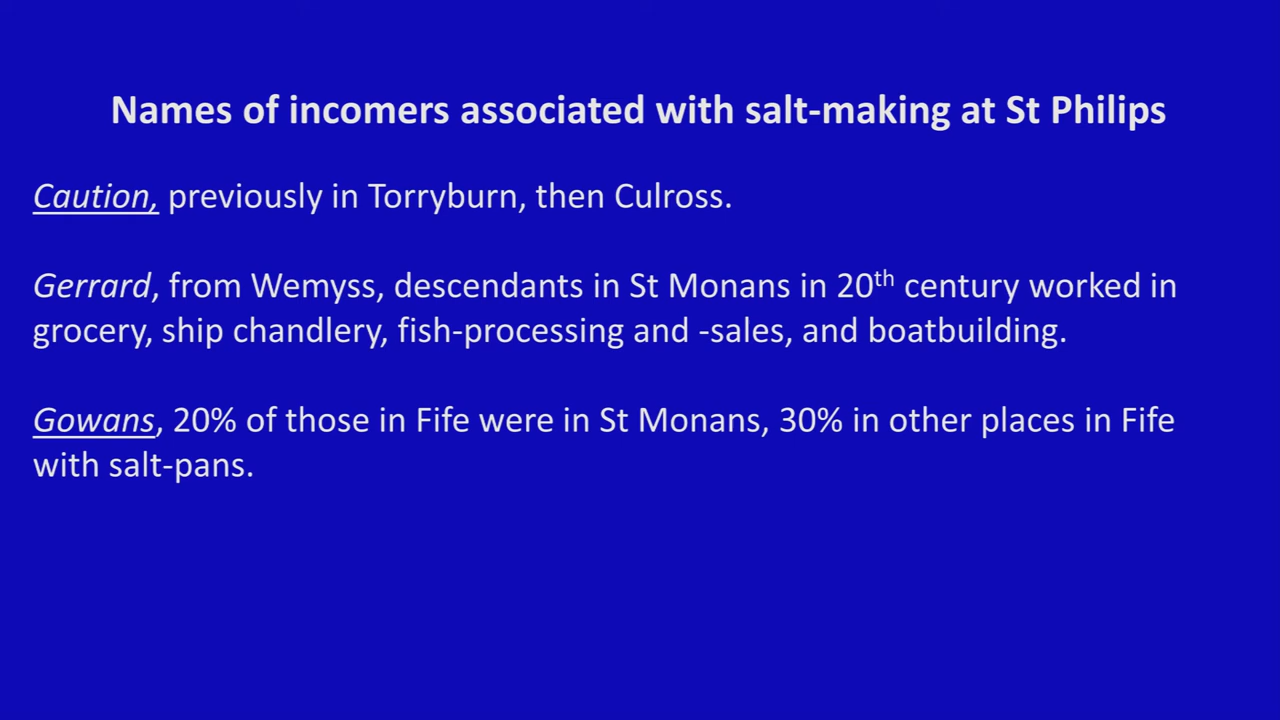 Names of incomers associated with salt-making at St Philips
Caution, previously in Torryburn, then Culross.
Gerrard, from Wemyss, descendants in St Monans in 20th century worked in
grocery, ship chandlery, fish-processing and -sales, and boatbuilding.
Gowans, 20% of those in Fife were in St Monans, 30% in other places in Fife
with salt-pans.